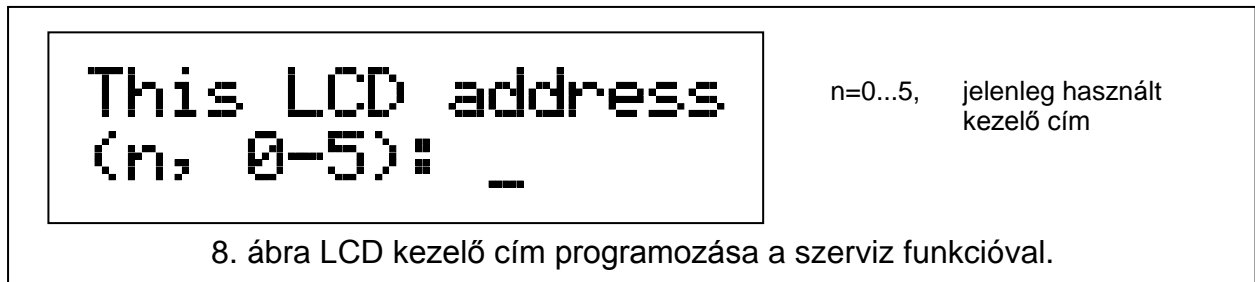 This LCD address
(n, 0-5): _
n=0...5, jelenleg használt
kezelő cím
8. ábra LCD kezelő cím programozása a szerviz funkcióval.